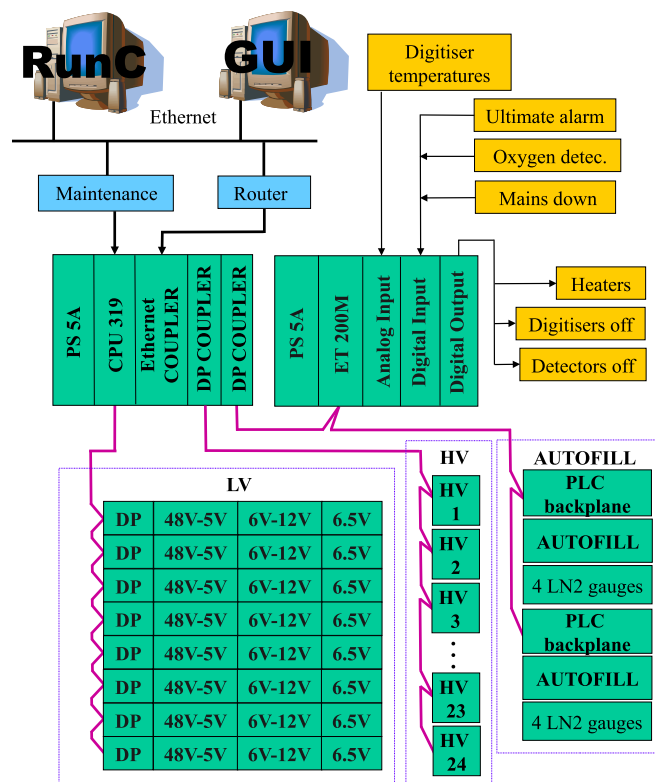 RunC
GUI
Ethernet
Maintenance
Router
Digitiser
temperatures
Ultimate alarm
Oxygen detec.
Mains down
PS 5A
CPU 319
Ethernet
COUPLER
DP COUPLER
DP COUPLER
PS 5A
ET 200M
Analog Input
Digital Input
Digital Output
Heaters
Digitisers off
Detectors off
LV
DP 48V-5V 6V-12V 6.5V
DP 48V-5V 6V-12V 6.5V
DP 48V-5V 6V-12V 6.5V
DP 48V-5V 6V-12V 6.5V
DP 48V-5V 6V-12V 6.5V
DP 48V-5V 6V-12V 6.5V
DP 48V-5V 6V-12V 6.5V
DP 48V-5V 6V-12V 6.5V
HV
HV
1
HV
2
HV
3
HV
23
HV
24
AUTOFILL
PLC
backplane
AUTOFILL
4 LN2 gauges
PLC
backplane
AUTOFILL
4 LN2 gauges